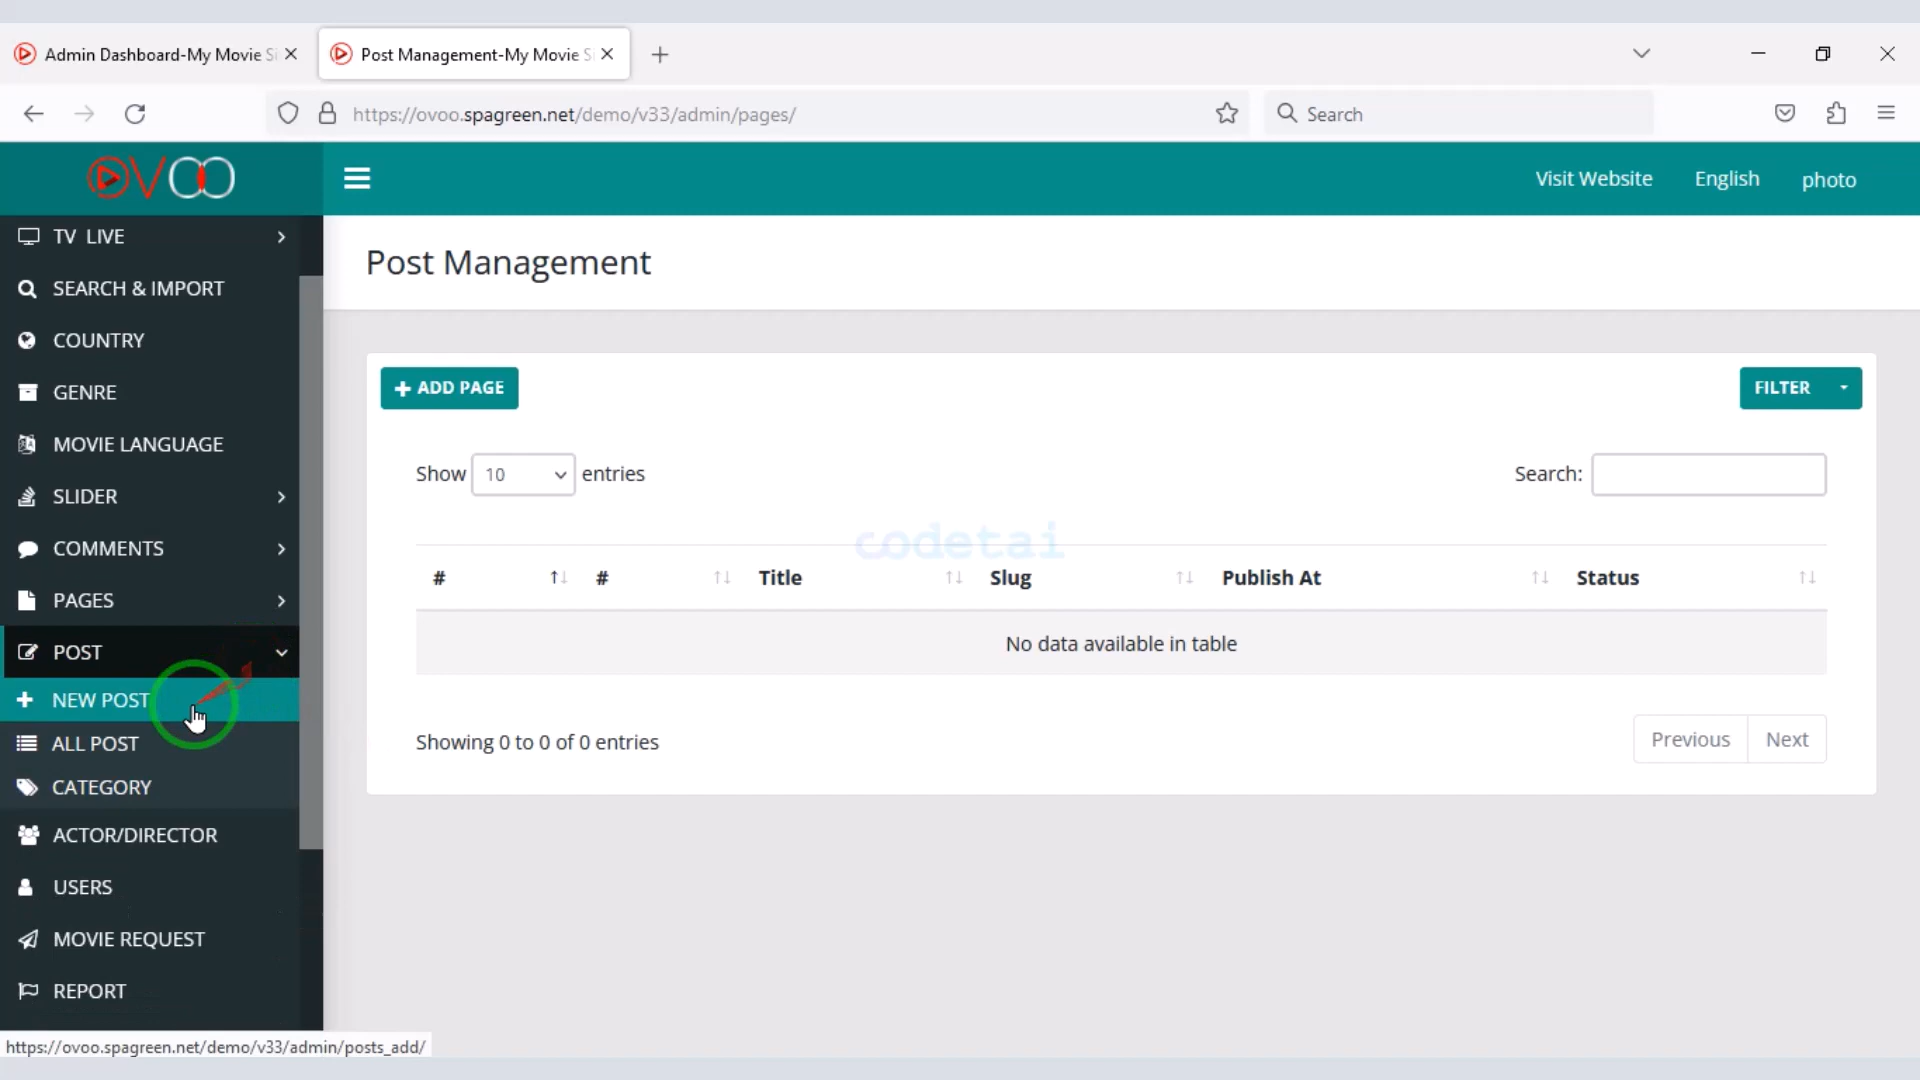 Admin Dashboard-My Movie Si
Post Management-My Movie S
https://ovoo.spagreen.net/demo/v33/admin/pages/
Search
OVOO
Visit Website
English
photo
TV LIVE
SEARCH & IMPORT
COUNTRY
GENRE
MOVIE LANGUAGE
SLIDER
COMMENTS
PAGES
POST
NEW POST
ALL POST
CATEGORY
ACTOR/DIRECTOR
USERS
MOVIE REQUEST
REPORT
Post Management
ADD PAGE
FILTER
Show 10 entries
Search:
codetai
# # Title Slug Publish At Status
No data available in table
Showing 0 to 0 of 0 entries
Previous Next
https://ovoo.spagreen.net/demo/v33/admin/posts_add/